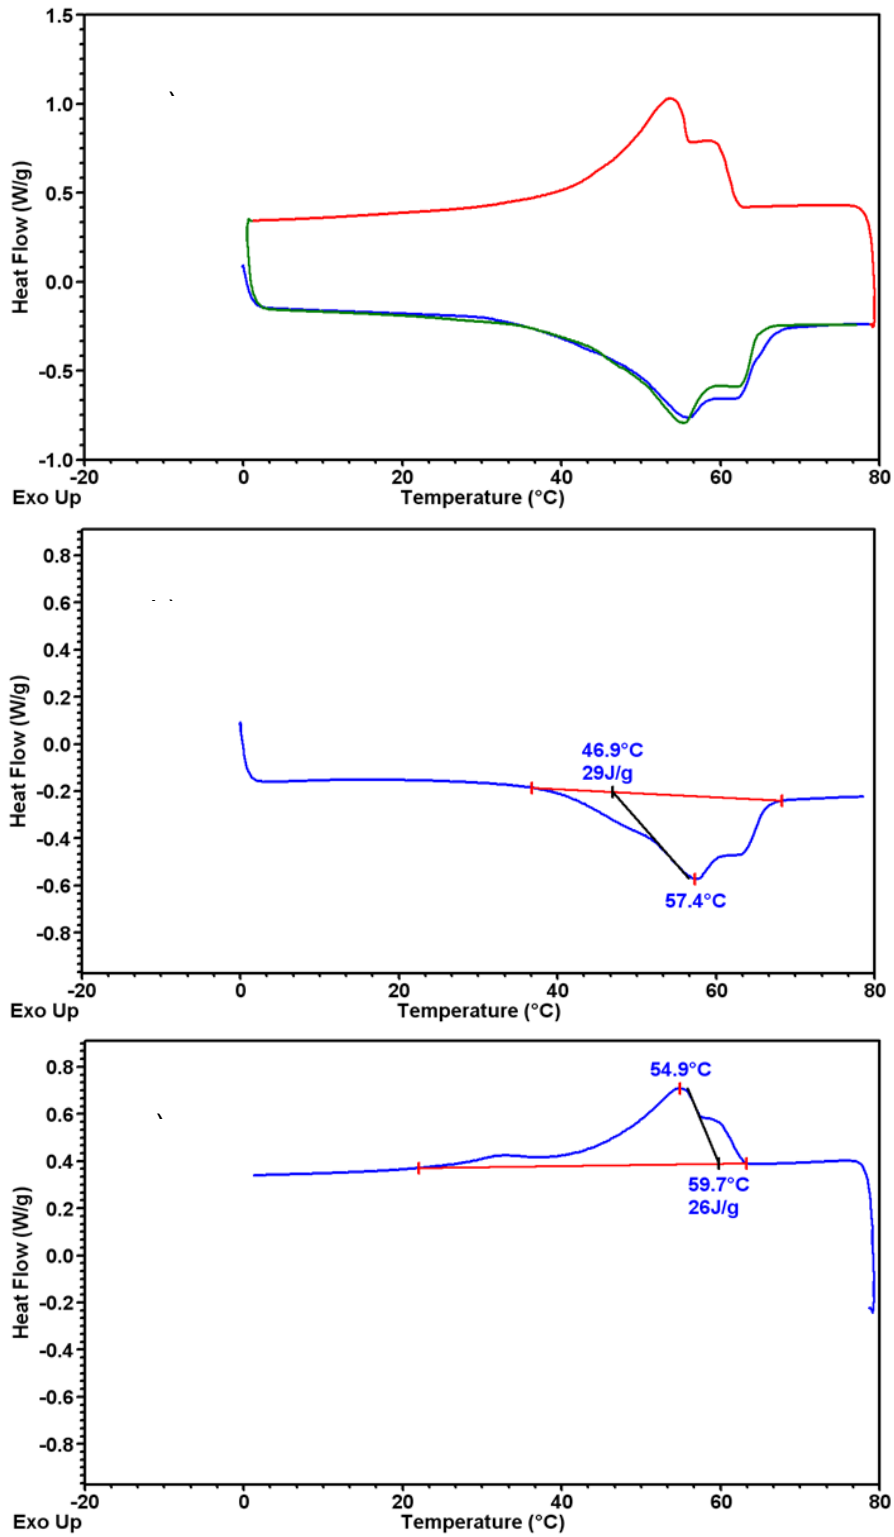 1.5
1.0
0.5
0.0
-0.5
-1.0
Heat Flow (W/g)
-20 0 20 40 60 80
Exo Up Temperature (°C)
0.8
0.6
0.4
0.2
0.0
-0.2
-0.4
-0.6
-0.8
Heat Flow (W/g)
46.9°C
29J/g
57.4°C
-20 0 20 40 60 80
Exo Up Temperature (°C)
0.8
0.6
0.4
0.2
0.0
-0.2
-0.4
-0.6
-0.8
Heat Flow (W/g)
54.9°C
59.7°C
26J/g
-20 0 20 40 60 80
Exo Up Temperature (°C)